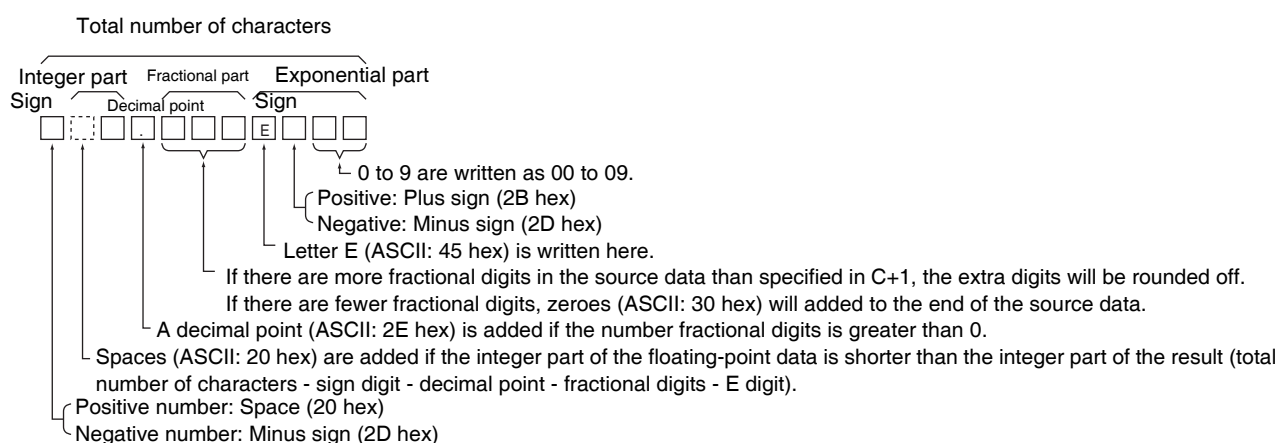 Total number of characters
Integer part Fractional part Exponential part
Sign Decimal point Sign
. E
0 to 9 are written as 00 to 09.
Positive: Plus sign (2B hex)
Negative: Minus sign (2D hex)
Letter E (ASCII: 45 hex) is written here.
If there are more fractional digits in the source data than specified in C+1, the extra digits will be rounded off.
If there are fewer fractional digits, zeroes (ASCII: 30 hex) will added to the end of the source data.
A decimal point (ASCII: 2E hex) is added if the number fractional digits is greater than 0.
Spaces (ASCII: 20 hex) are added if the integer part of the floating-point data is shorter than the integer part of the result (total
number of characters - sign digit - decimal point - fractional digits - E digit).
Positive number: Space (20 hex)
Negative number: Minus sign (2D hex)